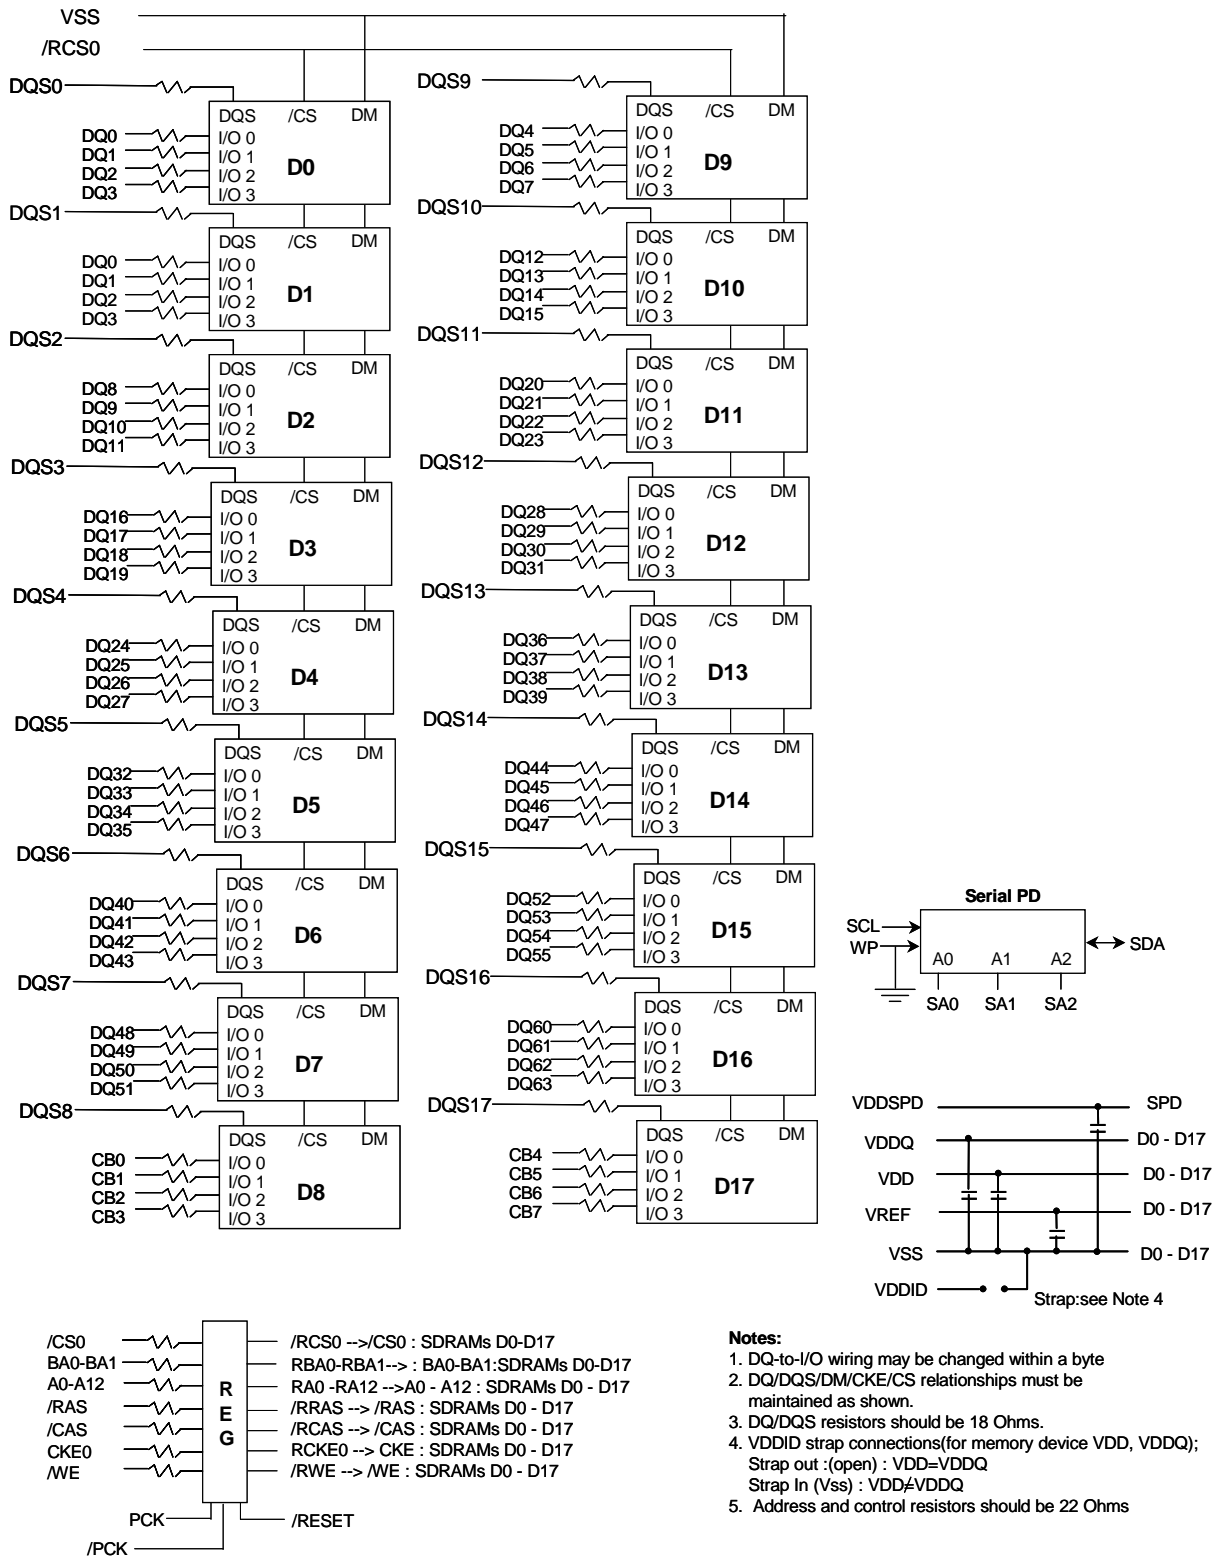 VSS
/RCS0
DQS0
DQS /CS DM
DQ0 I/O 0
DQ1 I/O 1
DQ2 I/O 2
DQ3 I/O 3
D0
DQS1
DQS /CS DM
DQ0 I/O 0
DQ1 I/O 1
DQ2 I/O 2
DQ3 I/O 3
D1
DQS2
DQS /CS DM
DQ8 I/O 0
DQ9 I/O 1
DQ10 I/O 2
DQ11 I/O 3
D2
DQS3
DQS /CS DM
DQ16 I/O 0
DQ17 I/O 1
DQ18 I/O 2
DQ19 I/O 3
D3
DQS4
DQS /CS DM
DQ24 I/O 0
DQ25 I/O 1
DQ26 I/O 2
DQ27 I/O 3
D4
DQS5
DQS /CS DM
DQ32 I/O 0
DQ33 I/O 1
DQ34 I/O 2
DQ35 I/O 3
D5
DQS6
DQS /CS DM
DQ40 I/O 0
DQ41 I/O 1
DQ42 I/O 2
DQ43 I/O 3
D6
DQS7
DQS /CS DM
DQ48 I/O 0
DQ49 I/O 1
DQ50 I/O 2
DQ51 I/O 3
D7
DQS8
DQS /CS DM
CB0 I/O 0
CB1 I/O 1
CB2 I/O 2
CB3 I/O 3
D8
DQS9
DQS /CS DM
DQ4 I/O 0
DQ5 I/O 1
DQ6 I/O 2
DQ7 I/O 3
D9
DQS10
DQS /CS DM
DQ12 I/O 0
DQ13 I/O 1
DQ14 I/O 2
DQ15 I/O 3
D10
DQS11
DQS /CS DM
DQ20 I/O 0
DQ21 I/O 1
DQ22 I/O 2
DQ23 I/O 3
D11
DQS12
DQS /CS DM
DQ28 I/O 0
DQ29 I/O 1
DQ30 I/O 2
DQ31 I/O 3
D12
DQS13
DQS /CS DM
DQ36 I/O 0
DQ37 I/O 1
DQ38 I/O 2
DQ39 I/O 3
D13
DQS14
DQS /CS DM
DQ44 I/O 0
DQ45 I/O 1
DQ46 I/O 2
DQ47 I/O 3
D14
DQS15
DQS /CS DM
DQ52 I/O 0
DQ53 I/O 1
DQ54 I/O 2
DQ55 I/O 3
D15
DQS16
DQS /CS DM
DQ60 I/O 0
DQ61 I/O 1
DQ62 I/O 2
DQ63 I/O 3
D16
DQS17
DQS /CS DM
CB4 I/O 0
CB5 I/O 1
CB6 I/O 2
CB7 I/O 3
D17
Serial PD
SCL
WP
SDA
A0 A1 A2
SA0 SA1 SA2
VDDSPD SPD
VDDQ D0 - D17
VDD D0 - D17
VREF D0 - D17
VSS D0 - D17
VDDID
Strap:see Note 4
REG
/CS0 /RCS0 -->/CS0 : SDRAMs D0-D17
BA0-BA1 RBA0-RBA1--> : BA0-BA1:SDRAMs D0-D17
A0-A12 RA0 -RA12 -->A0 - A12 : SDRAMs D0 - D17
/RAS /RRAS --> /RAS : SDRAMs D0 - D17
/CAS /RCAS --> /CAS : SDRAMs D0 - D17
CKE0 RCKE0 --> CKE : SDRAMs D0 - D17
/WE /RWE --> /WE : SDRAMs D0 - D17
PCK /RESET
/PCK
Notes:
1. DQ-to-I/O wiring may be changed within a byte
2. DQ/DQS/DM/CKE/CS relationships must be
maintained as shown.
3. DQ/DQS resistors should be 18 Ohms.
4. VDDID strap connections(for memory device VDD, VDDQ);
Strap out :(open) : VDD=VDDQ
Strap In (Vss) : VDD≠VDDQ
5. Address and control resistors should be 22 Ohms